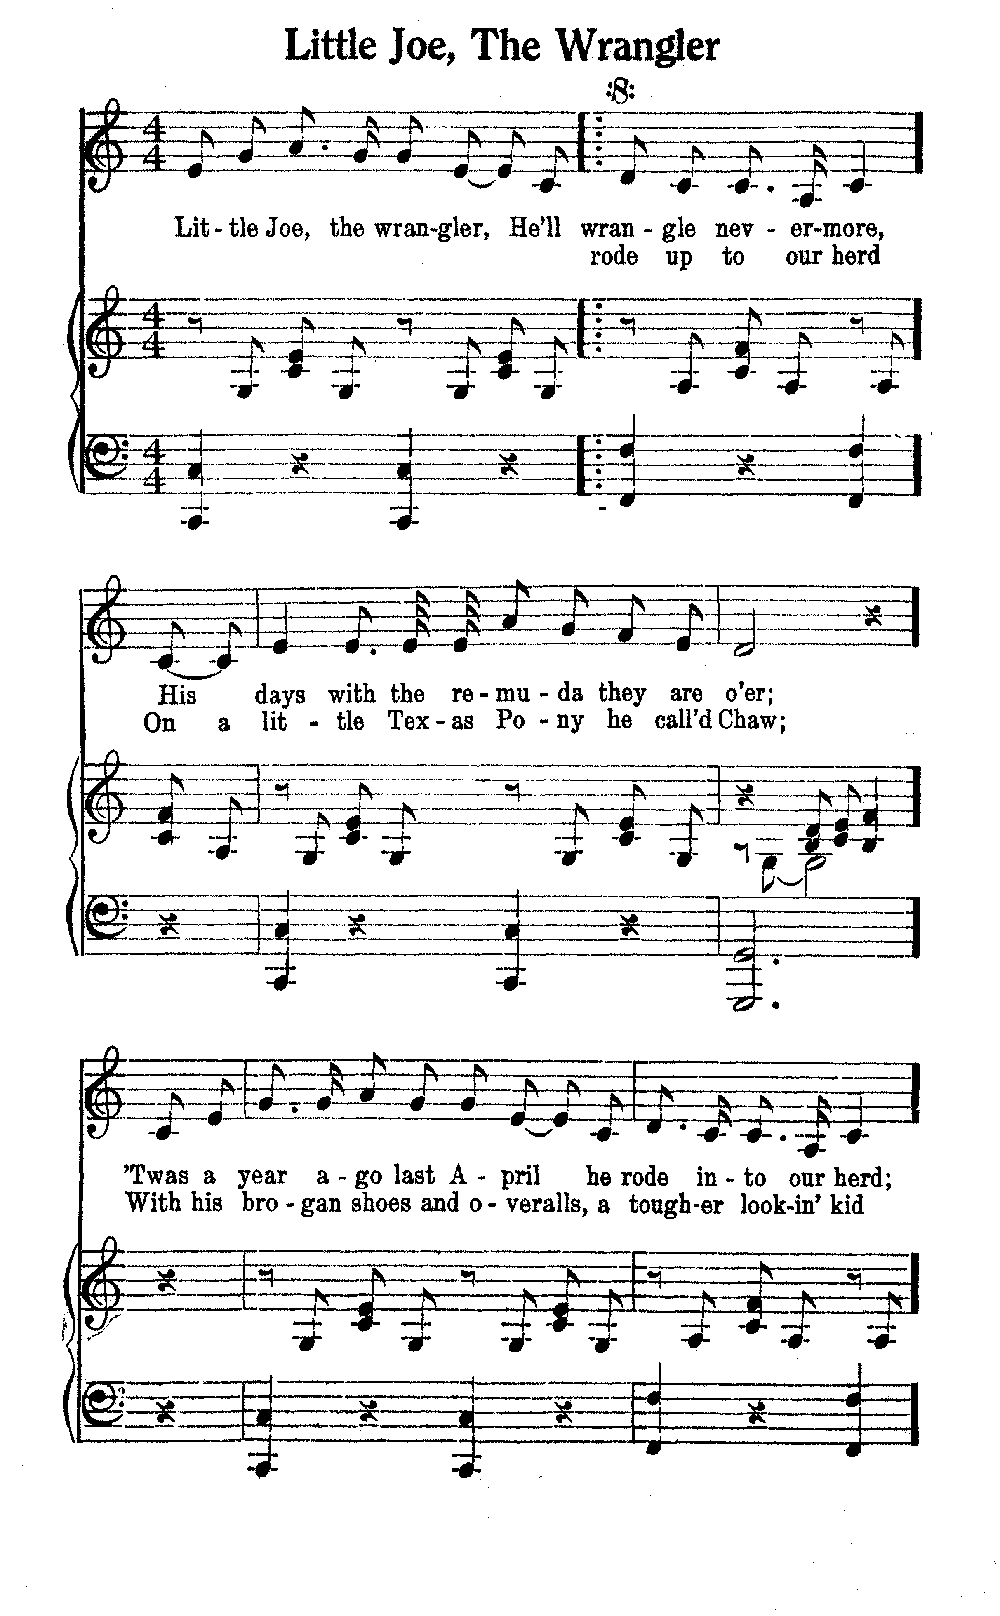 Little Joe, The Wrangler
Lit-tle Joe, the wran-gler, He'll wran-gle nev-er-more,
rode up to our herd
His days with the re-mu-da they are o'er;
On a lit-tle Tex-as Po-ny he call'd Chaw;
'Twas a year a-go last A-pril he rode in-to our herd;
With his bro-gan shoes and o-veralls, a tough-er look-in' kid